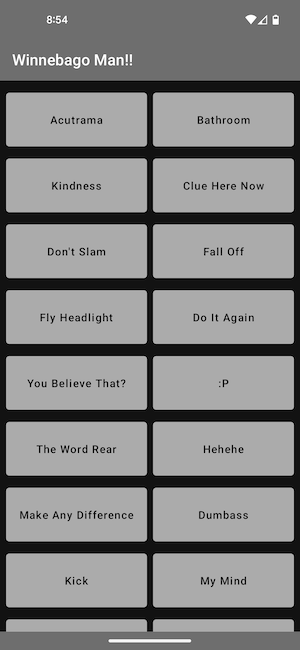 8:54
Winnebago Man!!
Acutrama
Bathroom
Kindness
Clue Here Now
Don't Slam
Fall Off
Fly Headlight
Do It Again
You Believe That?
:P
The Word Rear
Hehehe
Make Any Difference
Dumbass
Kick
My Mind